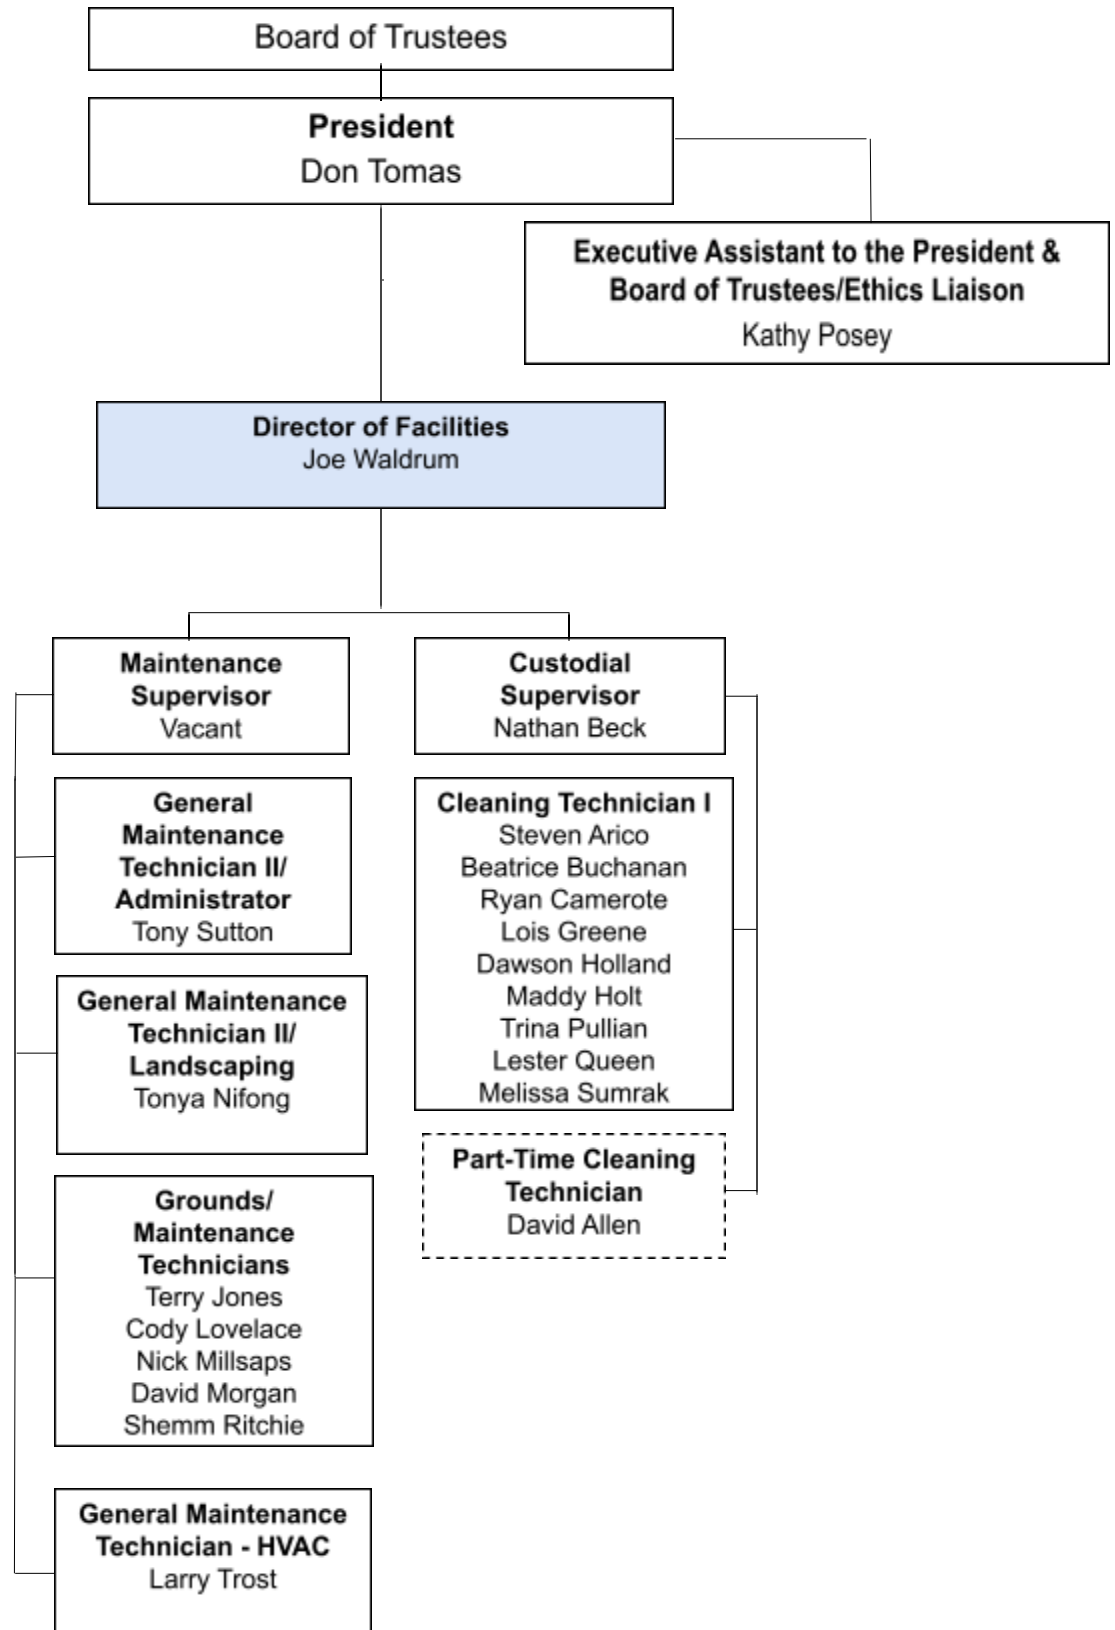 Board of Trustees
President
Don Tomas
Executive Assistant to the President &
Board of Trustees/Ethics Liaison
Kathy Posey
Director of Facilities
Joe Waldrum
Maintenance
Supervisor
Vacant
General
Maintenance
Technician II/
Administrator
Tony Sutton
General Maintenance
Technician II/
Landscaping
Tonya Nifong
Grounds/
Maintenance
Technicians
Terry Jones
Cody Lovelace
Nick Millsaps
David Morgan
Shemm Ritchie
General Maintenance
Technician - HVAC
Larry Trost
Custodial
Supervisor
Nathan Beck
Cleaning Technician I
Steven Arico
Beatrice Buchanan
Ryan Camerote
Lois Greene
Dawson Holland
Maddy Holt
Trina Pullian
Lester Queen
Melissa Sumrak
Part-Time Cleaning
Technician
David Allen